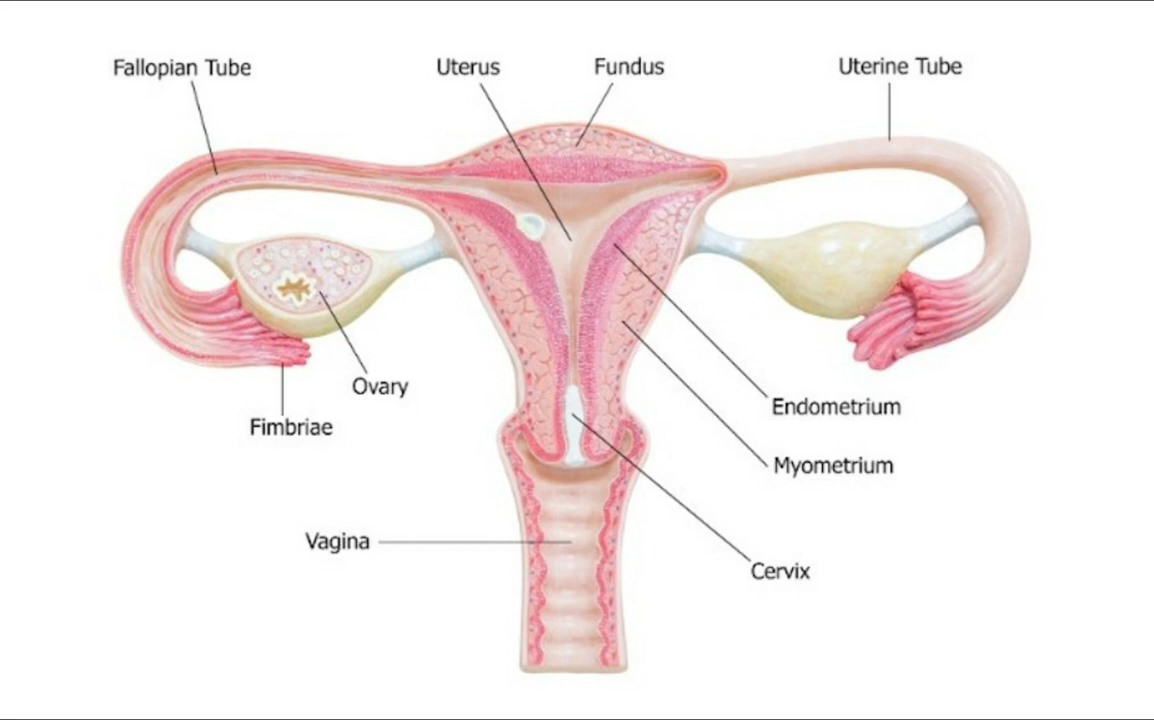 Fallopian Tube
Uterus
Fundus
Uterine Tube
Ovary
Fimbriae
Endometrium
Myometrium
Vagina
Cervix